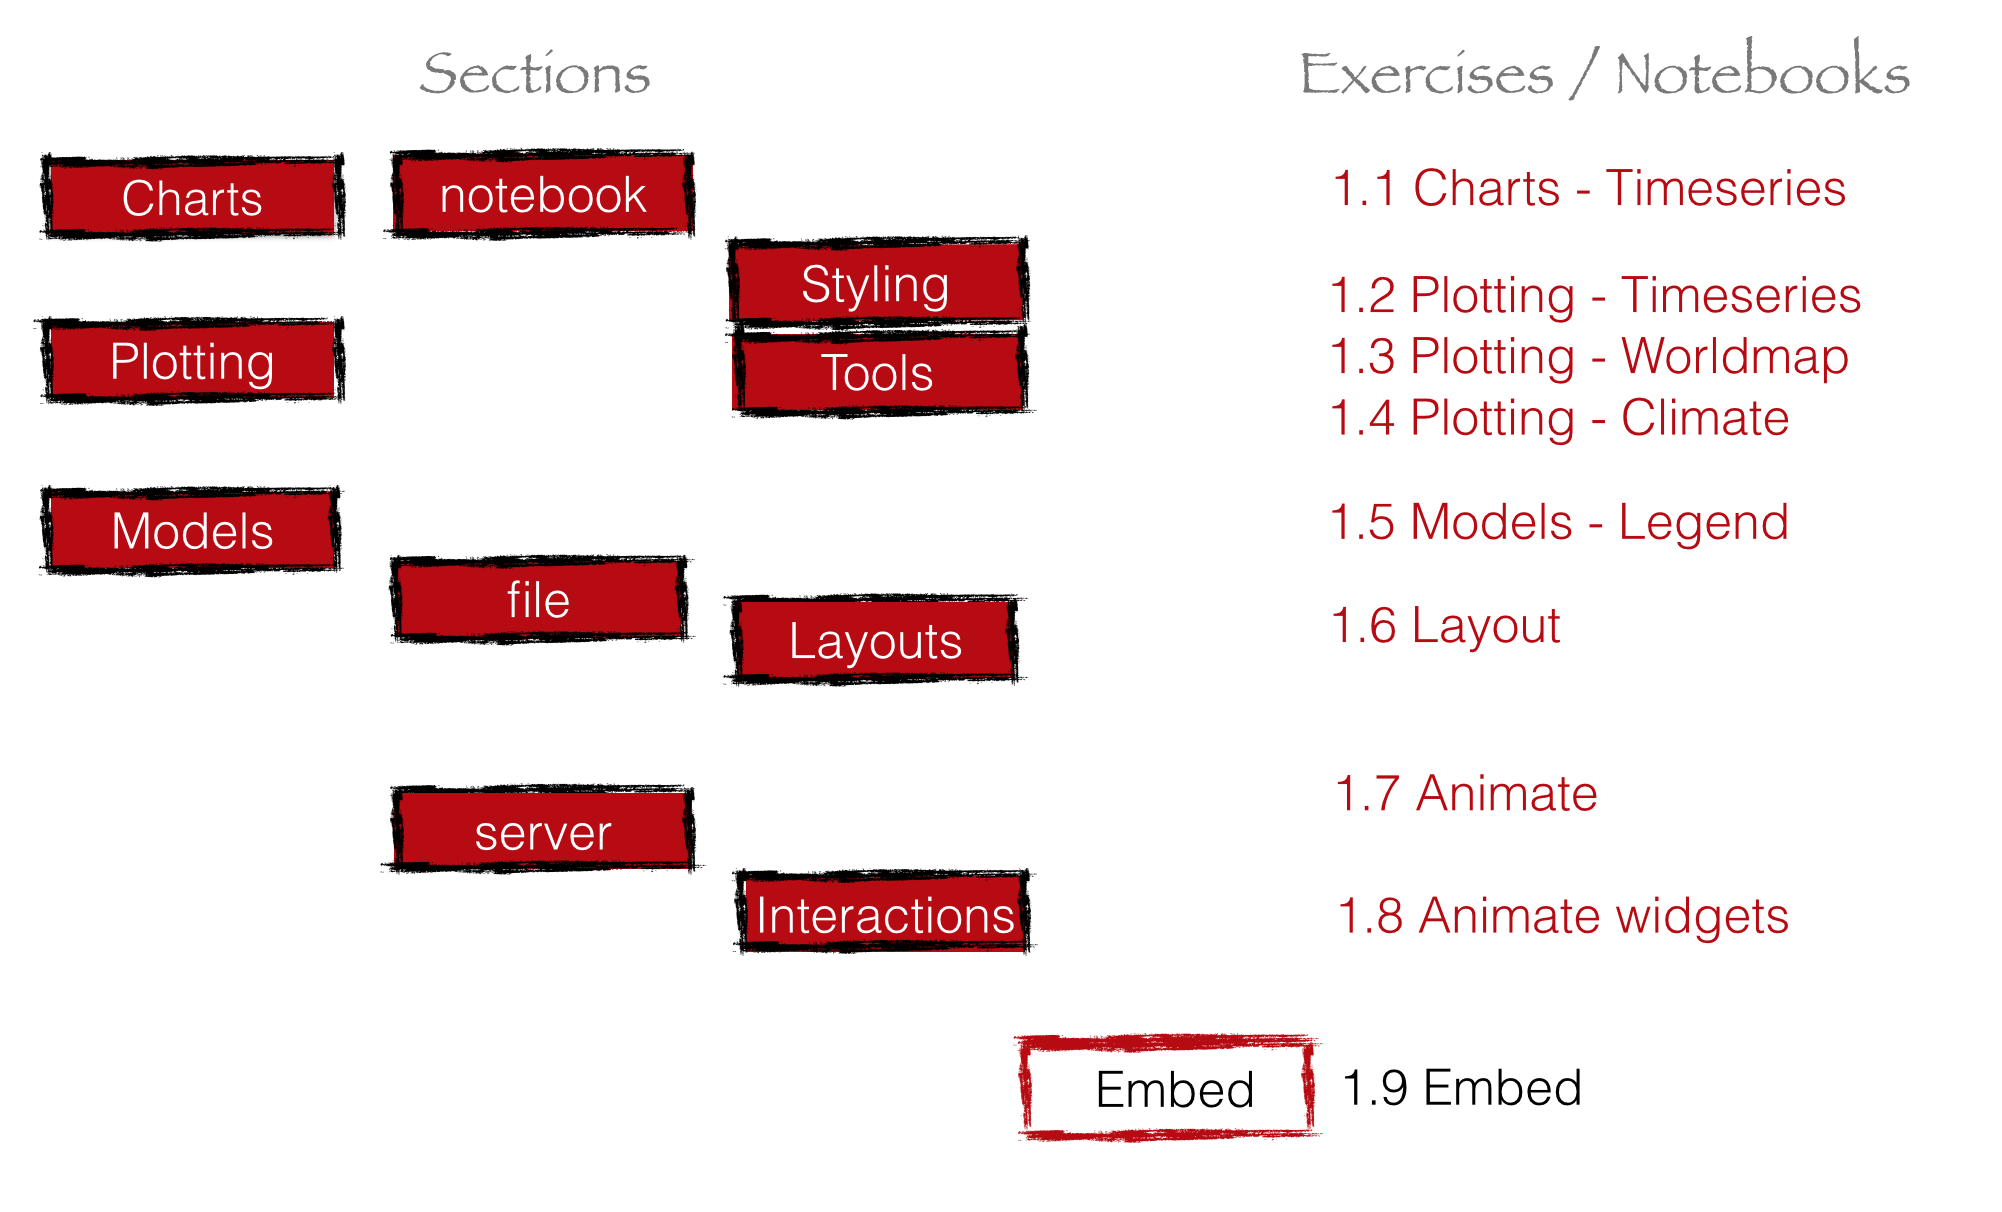 Sections
Exercises / Notebooks
Charts
notebook
1.1 Charts - Timeseries
Styling
1.2 Plotting - Timeseries
Plotting
Tools
1.3 Plotting - Worldmap
1.4 Plotting - Climate
Models
1.5 Models - Legend
file
Layouts
1.6 Layout
1.7 Animate
server
Interactions
1.8 Animate widgets
Embed
1.9 Embed